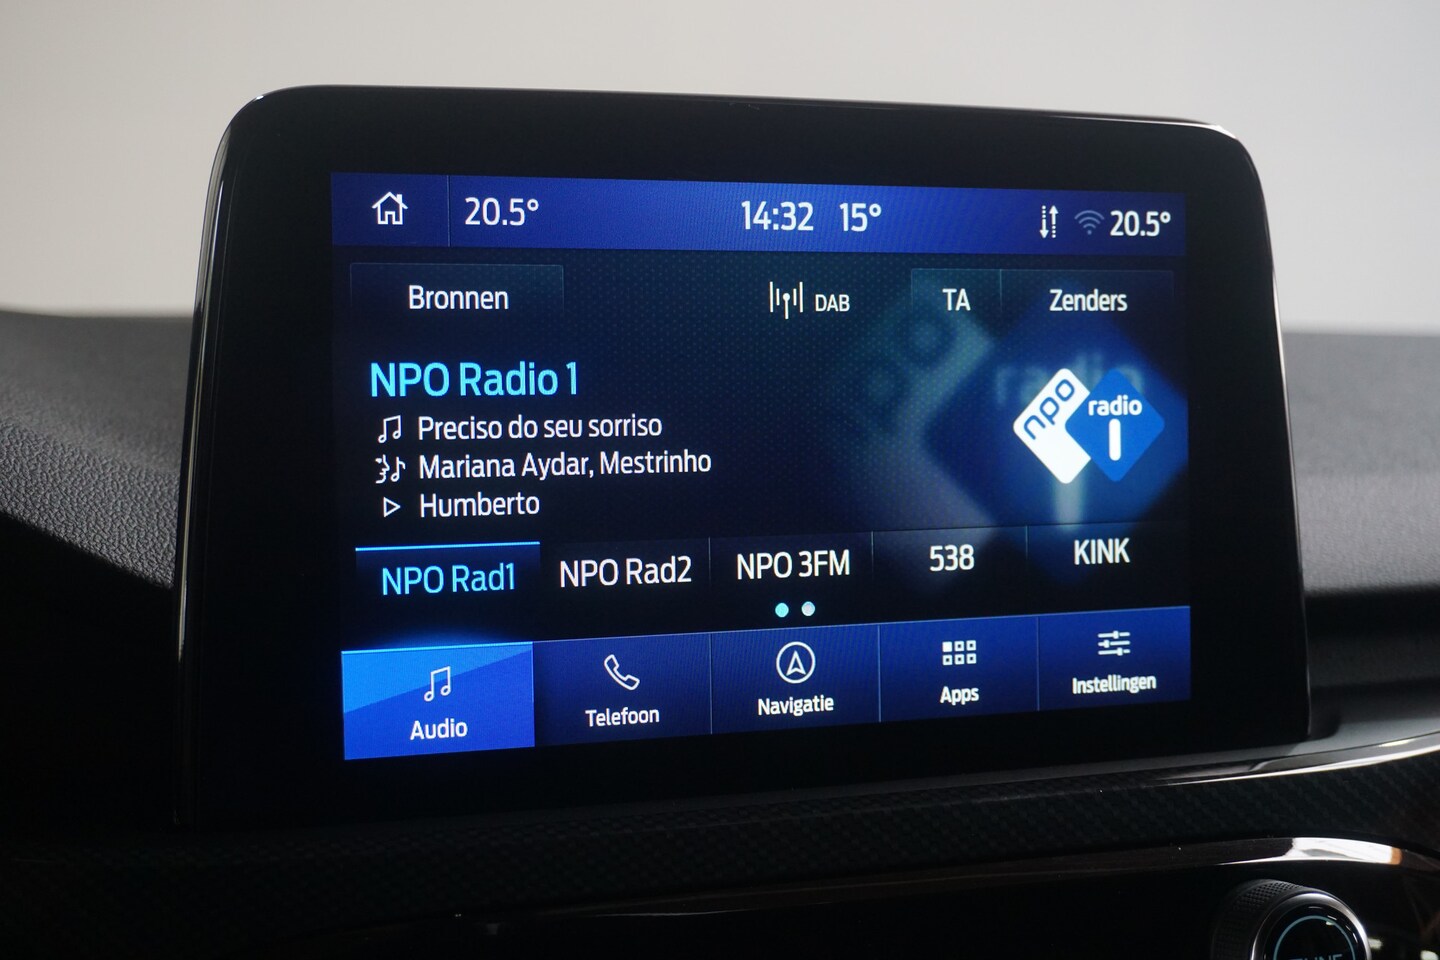 20.5° 14:32 15° 20.5°
Bronnen DAB TA Zenders
NPO Radio 1
Preciso do seu sorriso
Mariana Aydar, Mestrinho
Humberto
npo radio 1
NPO Rad1 NPO Rad2 NPO 3FM 538 KINK
Audio Telefoon Navigatie Apps Instellingen